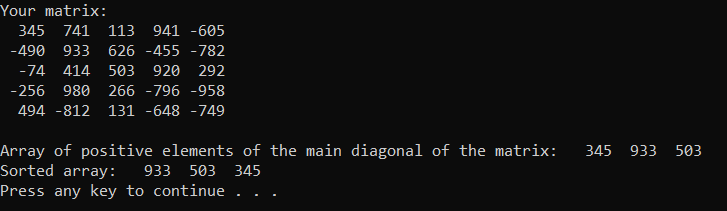 Your matrix:
  345  741  113  941 -605
 -490  933  626 -455 -782
  -74  414  503  920  292
 -256  980  266 -796 -958
  494 -812  131 -648 -749

Array of positive elements of the main diagonal of the matrix:   345  933  503
Sorted array:   933  503  345
Press any key to continue . . .